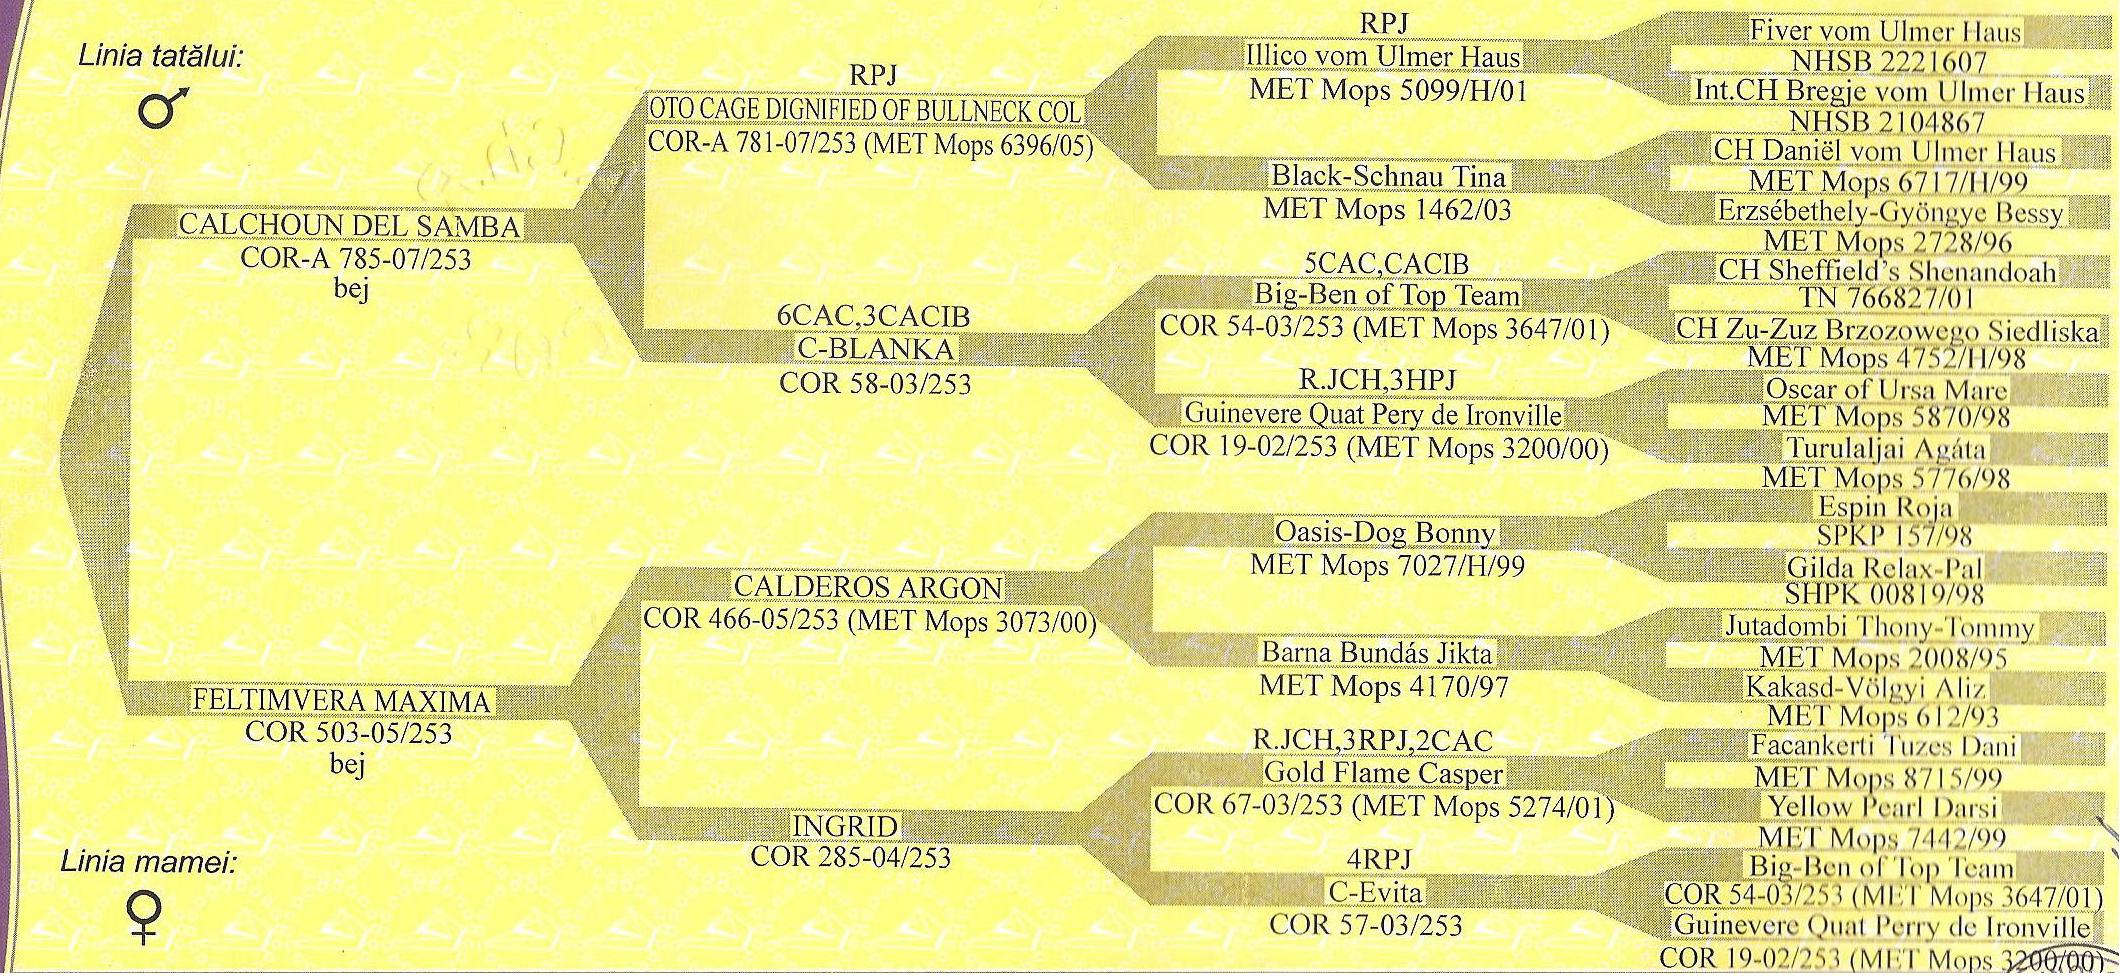 Linia tatălui:
♂
CALCHOUN DEL SAMBA
COR-A 785-07/253
bej
FELTIMVERA MAXIMA
COR 503-05/253
bej
Linia mamei:
♀
RPJ
OTO CAGE DIGNIFIED OF BULLNECK COL
COR-A 781-07/253 (MET Mops 6396/05)
6CAC,3CACIB
C-BLANKA
COR 58-03/253
CALDEROS ARGON
COR 466-05/253 (MET Mops 3073/00)
INGRID
COR 285-04/253
RPJ
Illico vom Ulmer Haus
MET Mops 5099/H/01
Black-Schnau Tina
MET Mops 1462/03
5CAC,CACIB
Big-Ben of Top Team
COR 54-03/253 (MET Mops 3647/01)
R.JCH,3HPJ
Guinevere Quat Pery de Ironville
COR 19-02/253 (MET Mops 3200/00)
Oasis-Dog Bonny
MET Mops 7027/H/99
Barna Bundás Jikta
MET Mops 4170/97
R.JCH,3RPJ,2CAC
Gold Flame Casper
COR 67-03/253 (MET Mops 5274/01)
4RPJ
C-Evita
COR 57-03/253
Fiver vom Ulmer Haus
NHSB 2221607
Int.CH Bregje vom Ulmer Haus
NHSB 2104867
CH Daniël vom Ulmer Haus
MET Mops 6717/H/99
Erzsébethely-Gyöngye Bessy
MET Mops 2728/96
CH Sheffield's Shenandoah
TN 766827/01
CH Zu-Zuz Brzozowego Siedliska
MET Mops 4752/H/98
Oscar of Ursa Mare
MET Mops 5870/98
Turulaljai Agáta
MET Mops 5776/98
Espin Roja
SPKP 157/98
Gilda Relax-Pal
SHPK 00819/98
Jutadombi Thony-Tommy
MET Mops 2008/95
Kakasd-Völgyi Aliz
MET Mops 612/93
Facankerti Tuzes Dani
MET Mops 8715/99
Yellow Pearl Darsi
MET Mops 7442/99
Big-Ben of Top Team
COR 54-03/253 (MET Mops 3647/01)
Guinevere Quat Perry de Ironville
COR 19-02/253 (MET Mops 3200/00)